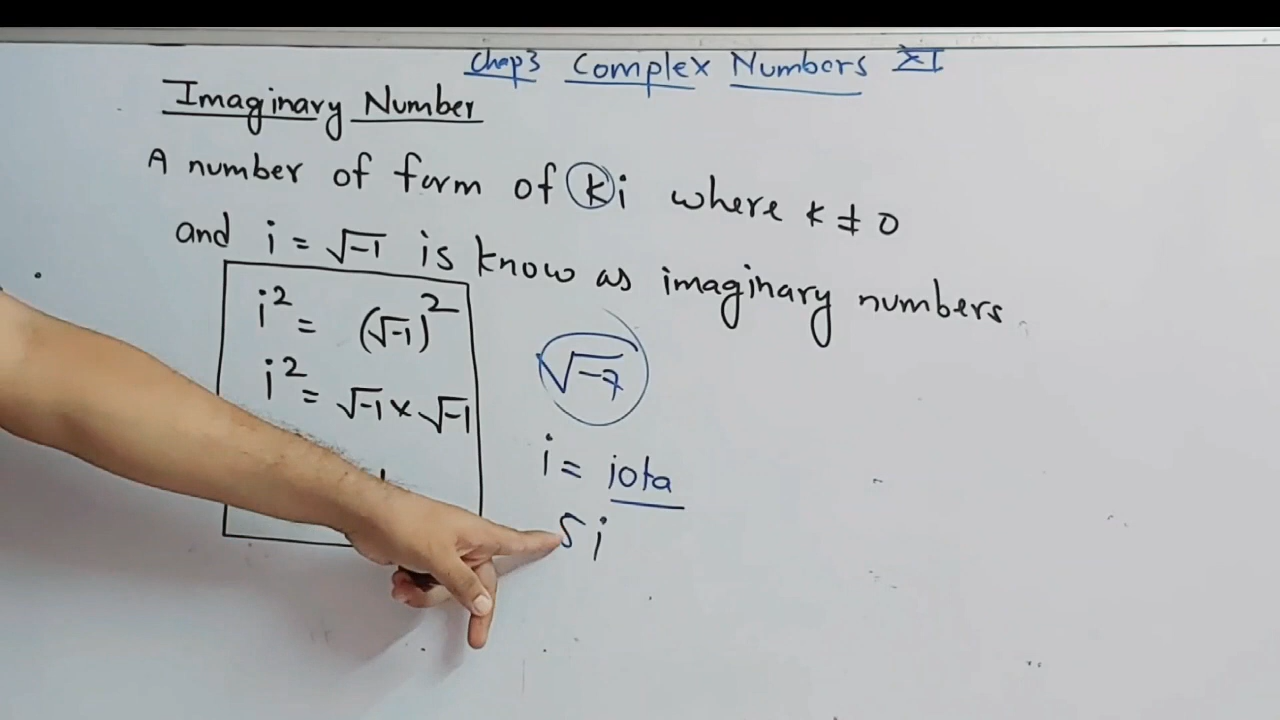 Chap3 Complex Numbers XI
Imaginary Number
A number of form of ki where k ≠ 0
and i = √-1 is know as imaginary numbers
i² = (√-1)²
i² = √-1 × √-1
√-7
i = iota
5i